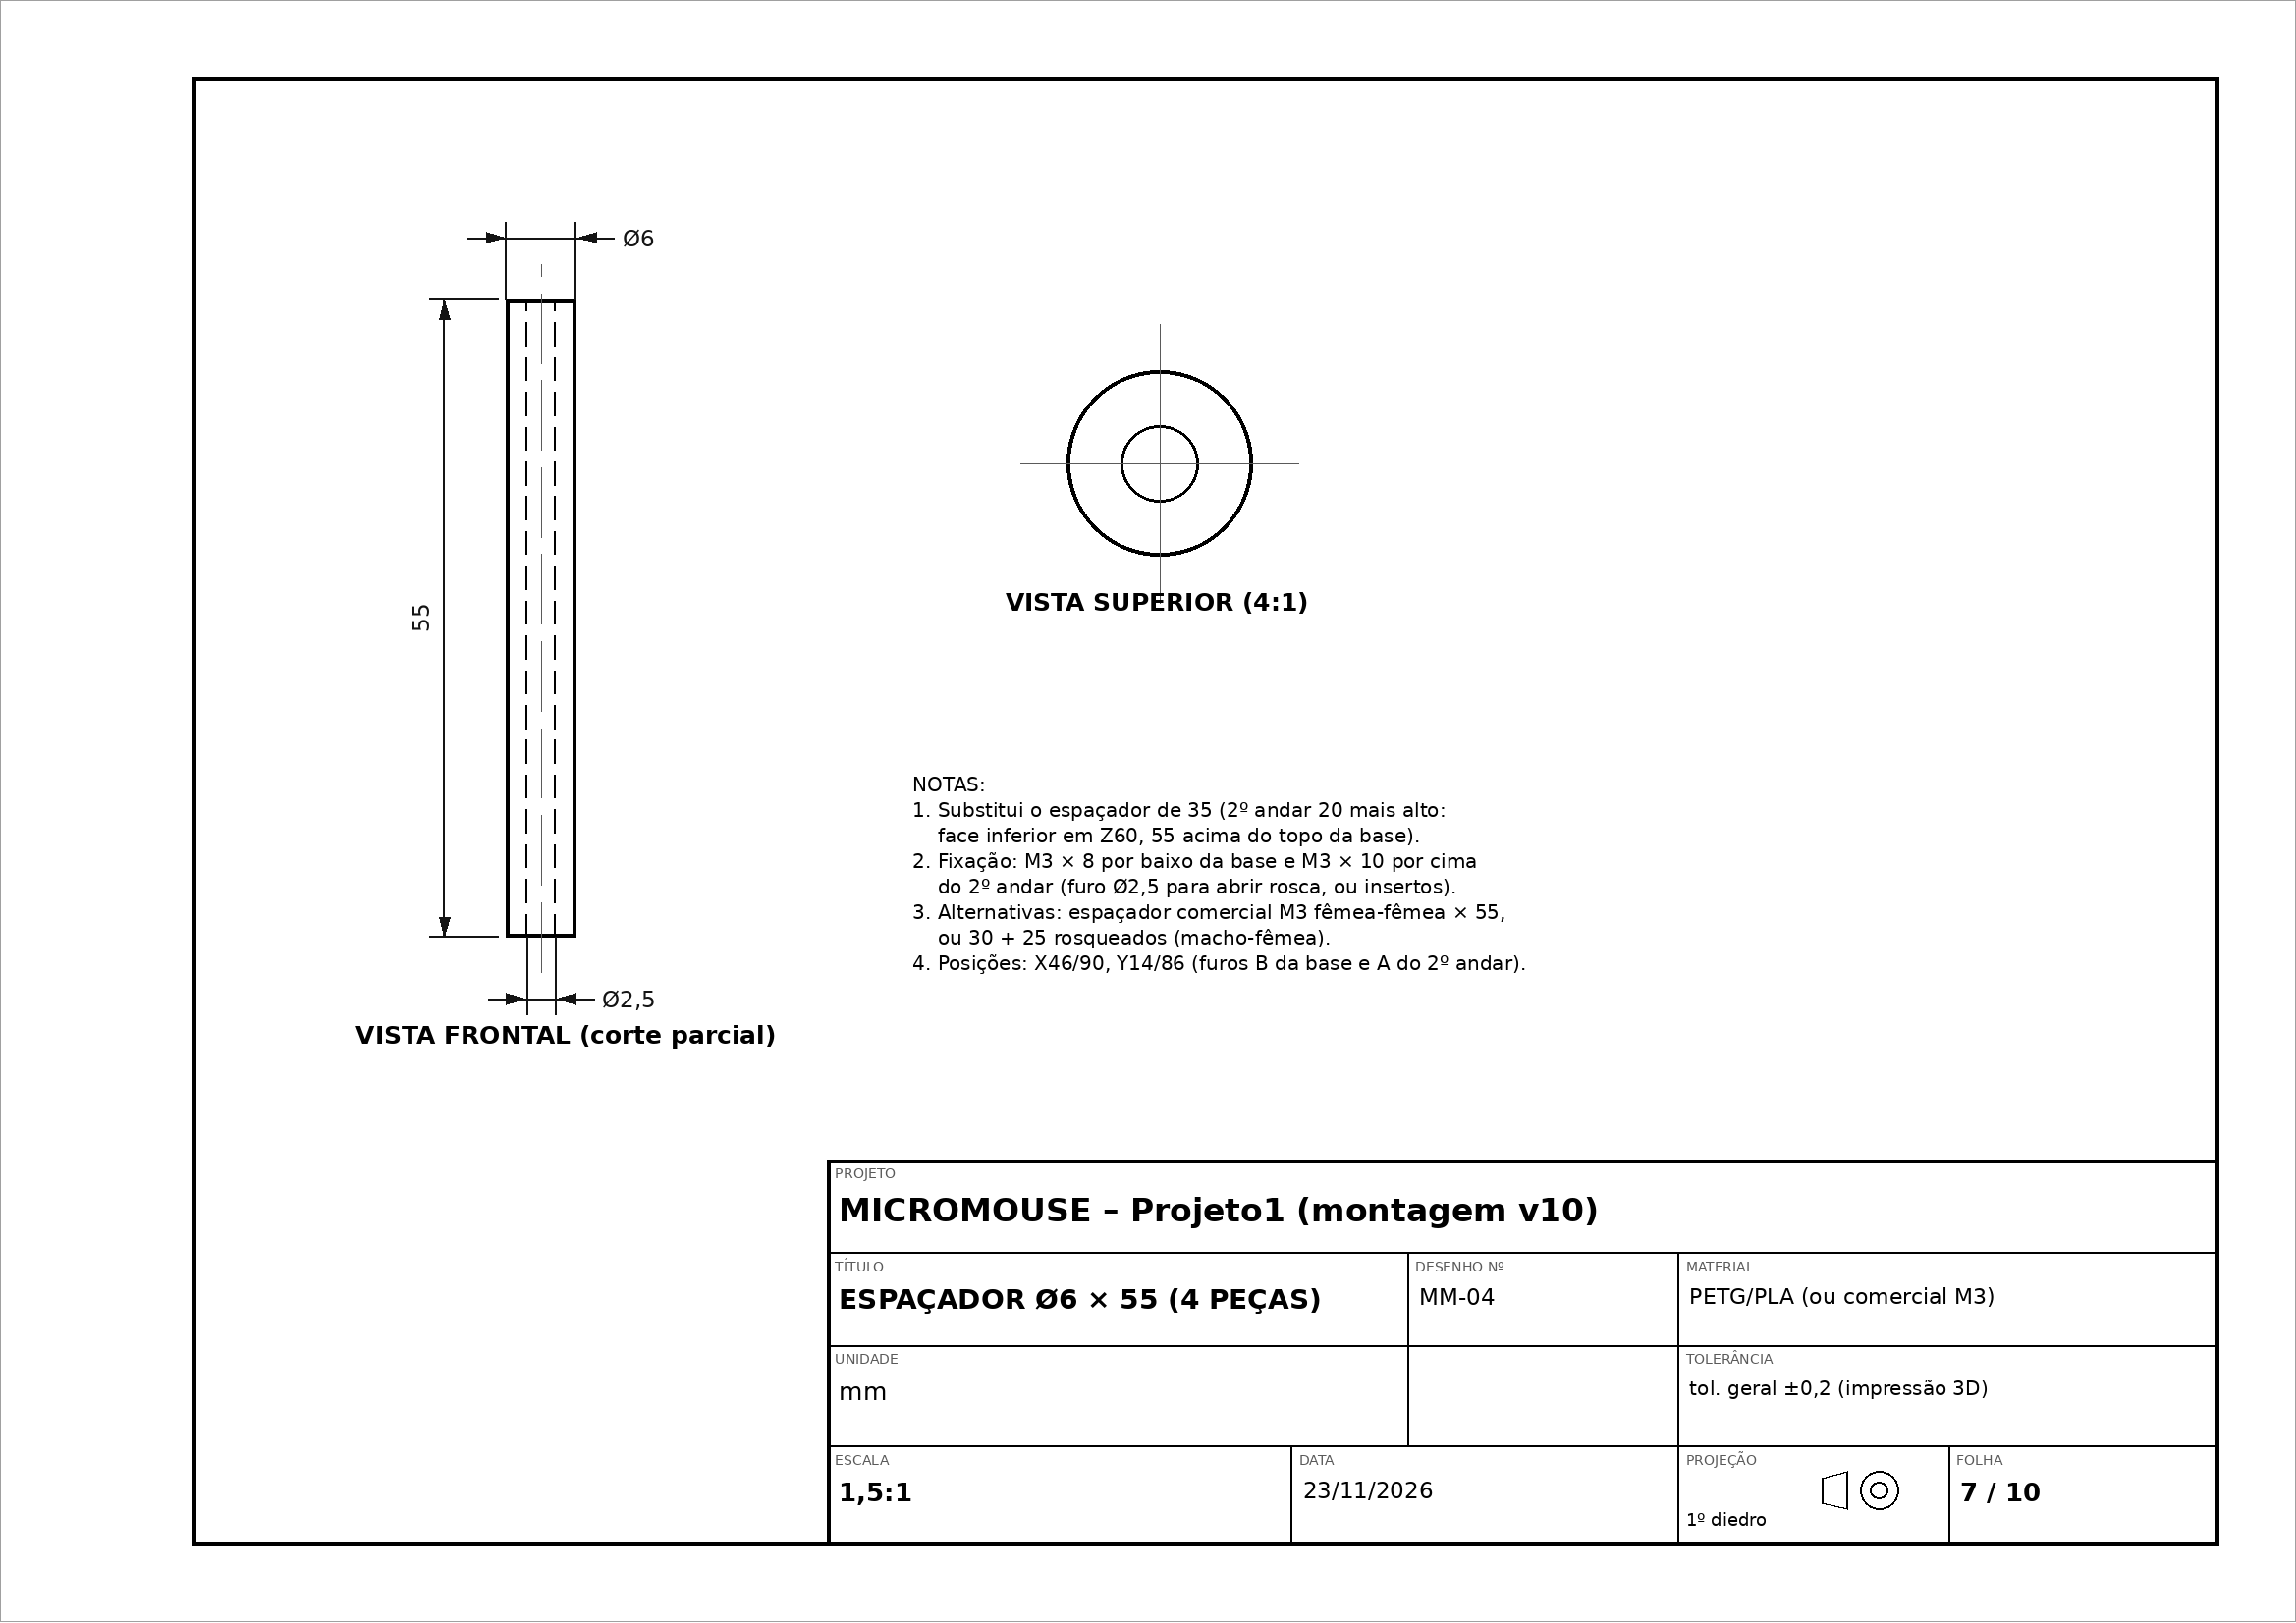 Ø6
55
Ø2,5
VISTA FRONTAL (corte parcial)
VISTA SUPERIOR (4:1)
NOTAS:
1. Substitui o espaçador de 35 (2º andar 20 mais alto:
face inferior em Z60, 55 acima do topo da base).
2. Fixação: M3 × 8 por baixo da base e M3 × 10 por cima
do 2º andar (furo Ø2,5 para abrir rosca, ou insertos).
3. Alternativas: espaçador comercial M3 fêmea-fêmea × 55,
ou 30 + 25 rosqueados (macho-fêmea).
4. Posições: X46/90, Y14/86 (furos B da base e A do 2º andar).
PROJETO
MICROMOUSE – Projeto1 (montagem v10)
TÍTULO
ESPAÇADOR Ø6 × 55 (4 PEÇAS)
DESENHO Nº
MM-04
MATERIAL
PETG/PLA (ou comercial M3)
UNIDADE
mm
TOLERÂNCIA
tol. geral ±0,2 (impressão 3D)
ESCALA
1,5:1
DATA
23/11/2026
PROJEÇÃO
1º diedro
FOLHA
7 / 10